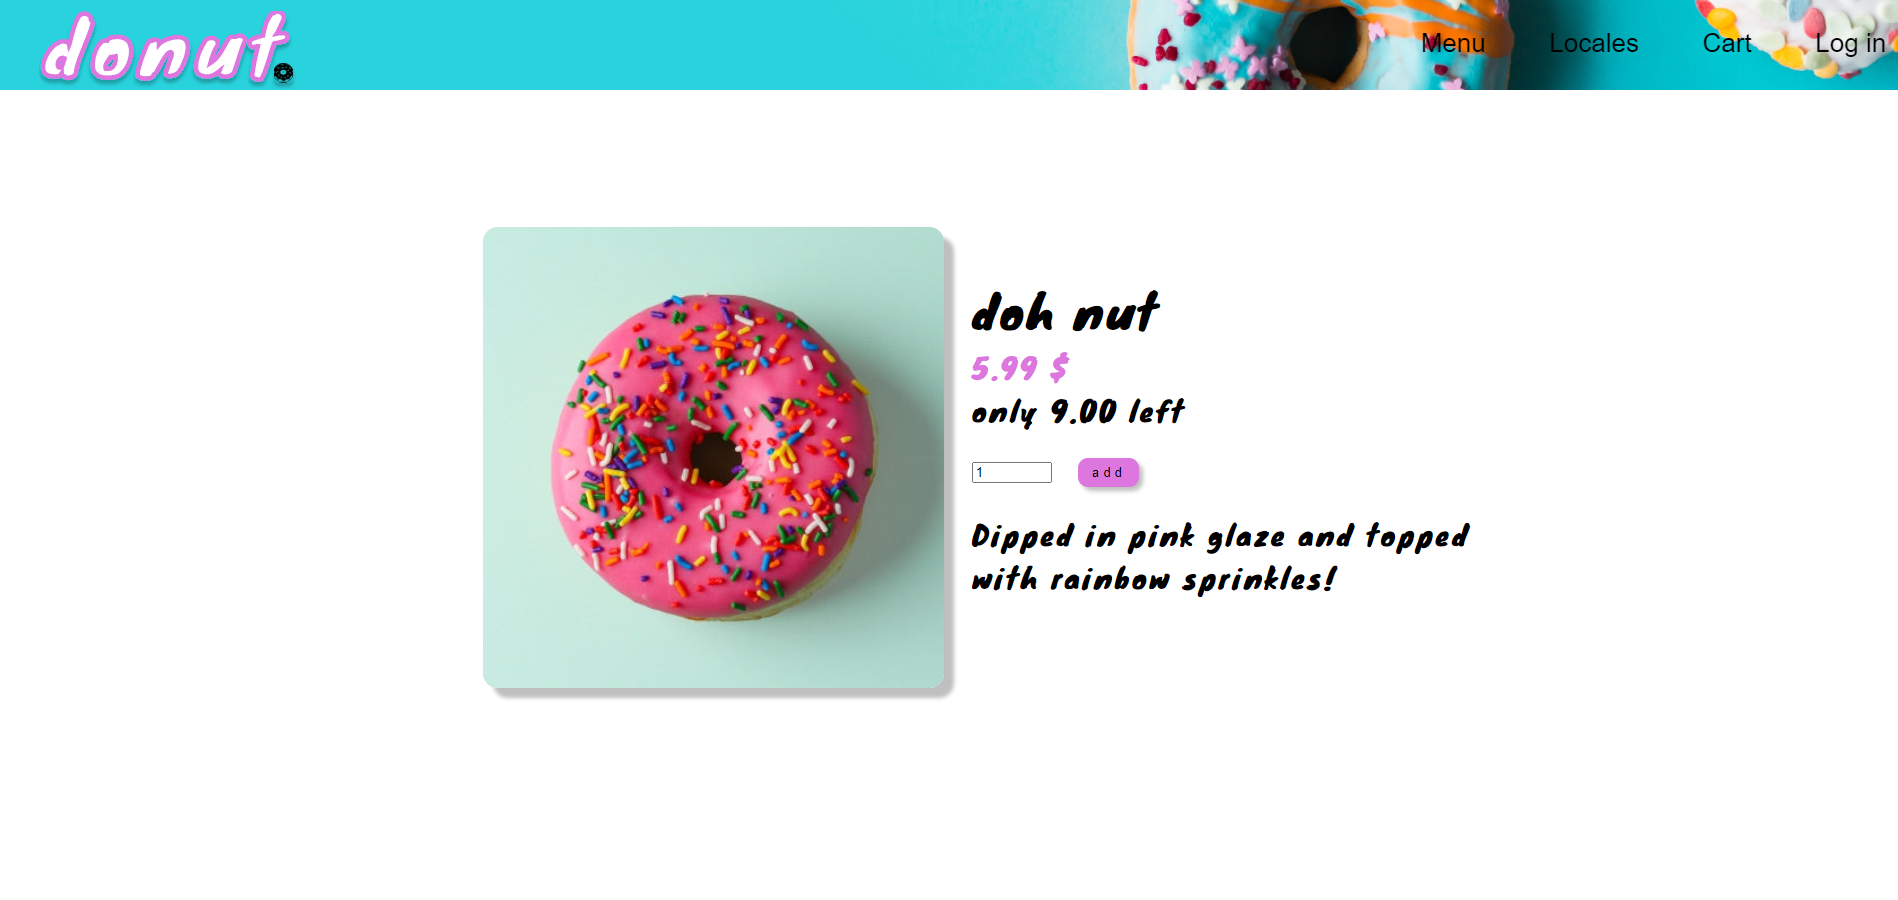 donut.
Menu Locales Cart Log in
doh nut
5.99 $
only 9.00 left
1 add
Dipped in pink glaze and topped
with rainbow sprinkles!